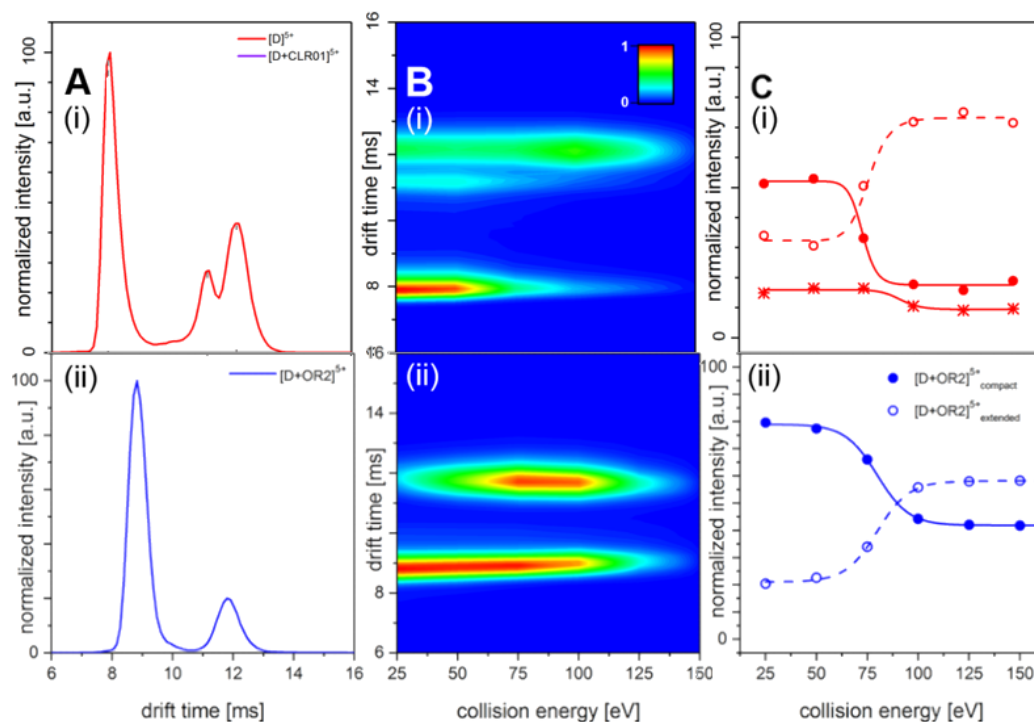 A
(i)
[D]⁵⁺
[D+CLR01]⁵⁺
normalized intensity [a.u.]
100
0
B
(i)
1
0
drift time [ms]
16
14
8
C
(i)
normalized intensity [a.u.]
100
0
(ii)
[D+OR2]⁵⁺
normalized intensity [a.u.]
100
0
6 8 10 12 14 16
drift time [ms]
(ii)
drift time [ms]
16
14
8
6
25 50 75 100 125 150
collision energy [eV]
(ii)
[D+OR2]⁵⁺compact
[D+OR2]⁵⁺extended
normalized intensity [a.u.]
100
0
25 50 75 100 125 150
collision energy [eV]